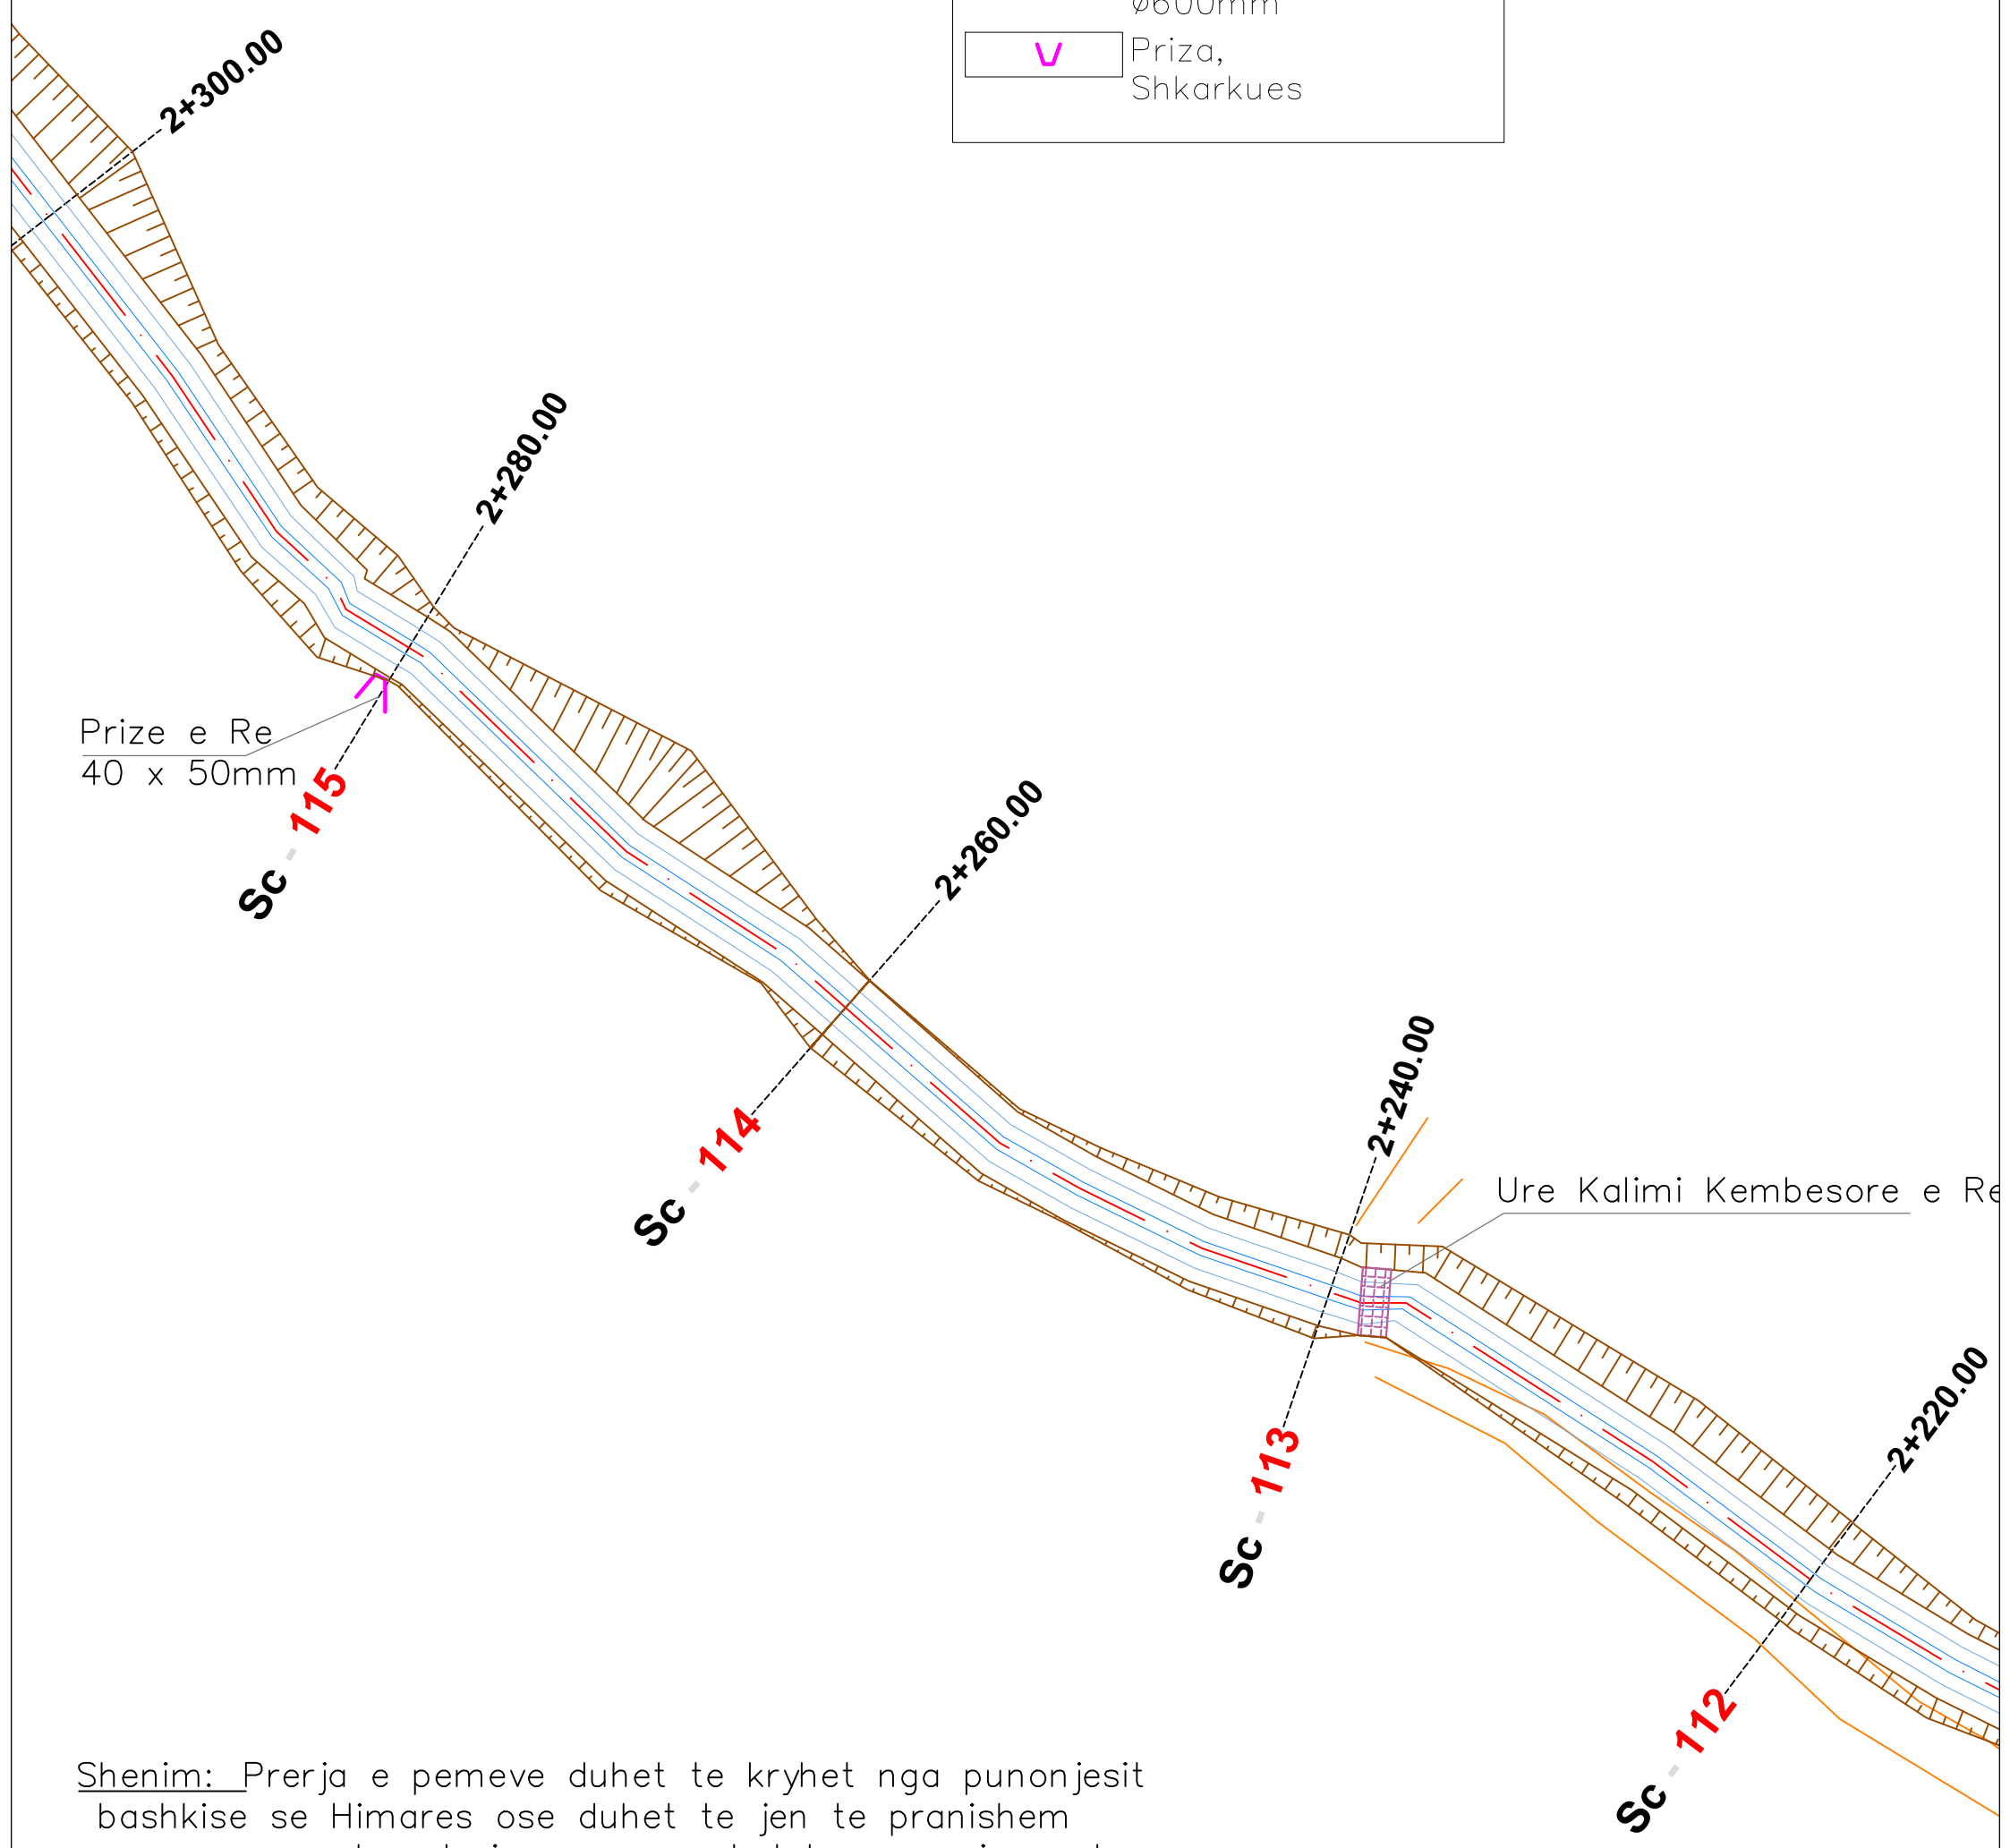 ø600mm
Priza,
Shkarkues
2+300.00
2+280.00
Prize e Re
40 x 50mm
Sc - 115
2+260.00
Sc - 114
2+240.00
Ure Kalimi Kembesore e Re
Sc - 113
2+220.00
Sc - 112
Shenim: Prerja e pemeve duhet te kryhet nga punonjesit
bashkise se Himares ose duhet te jen te pranishem